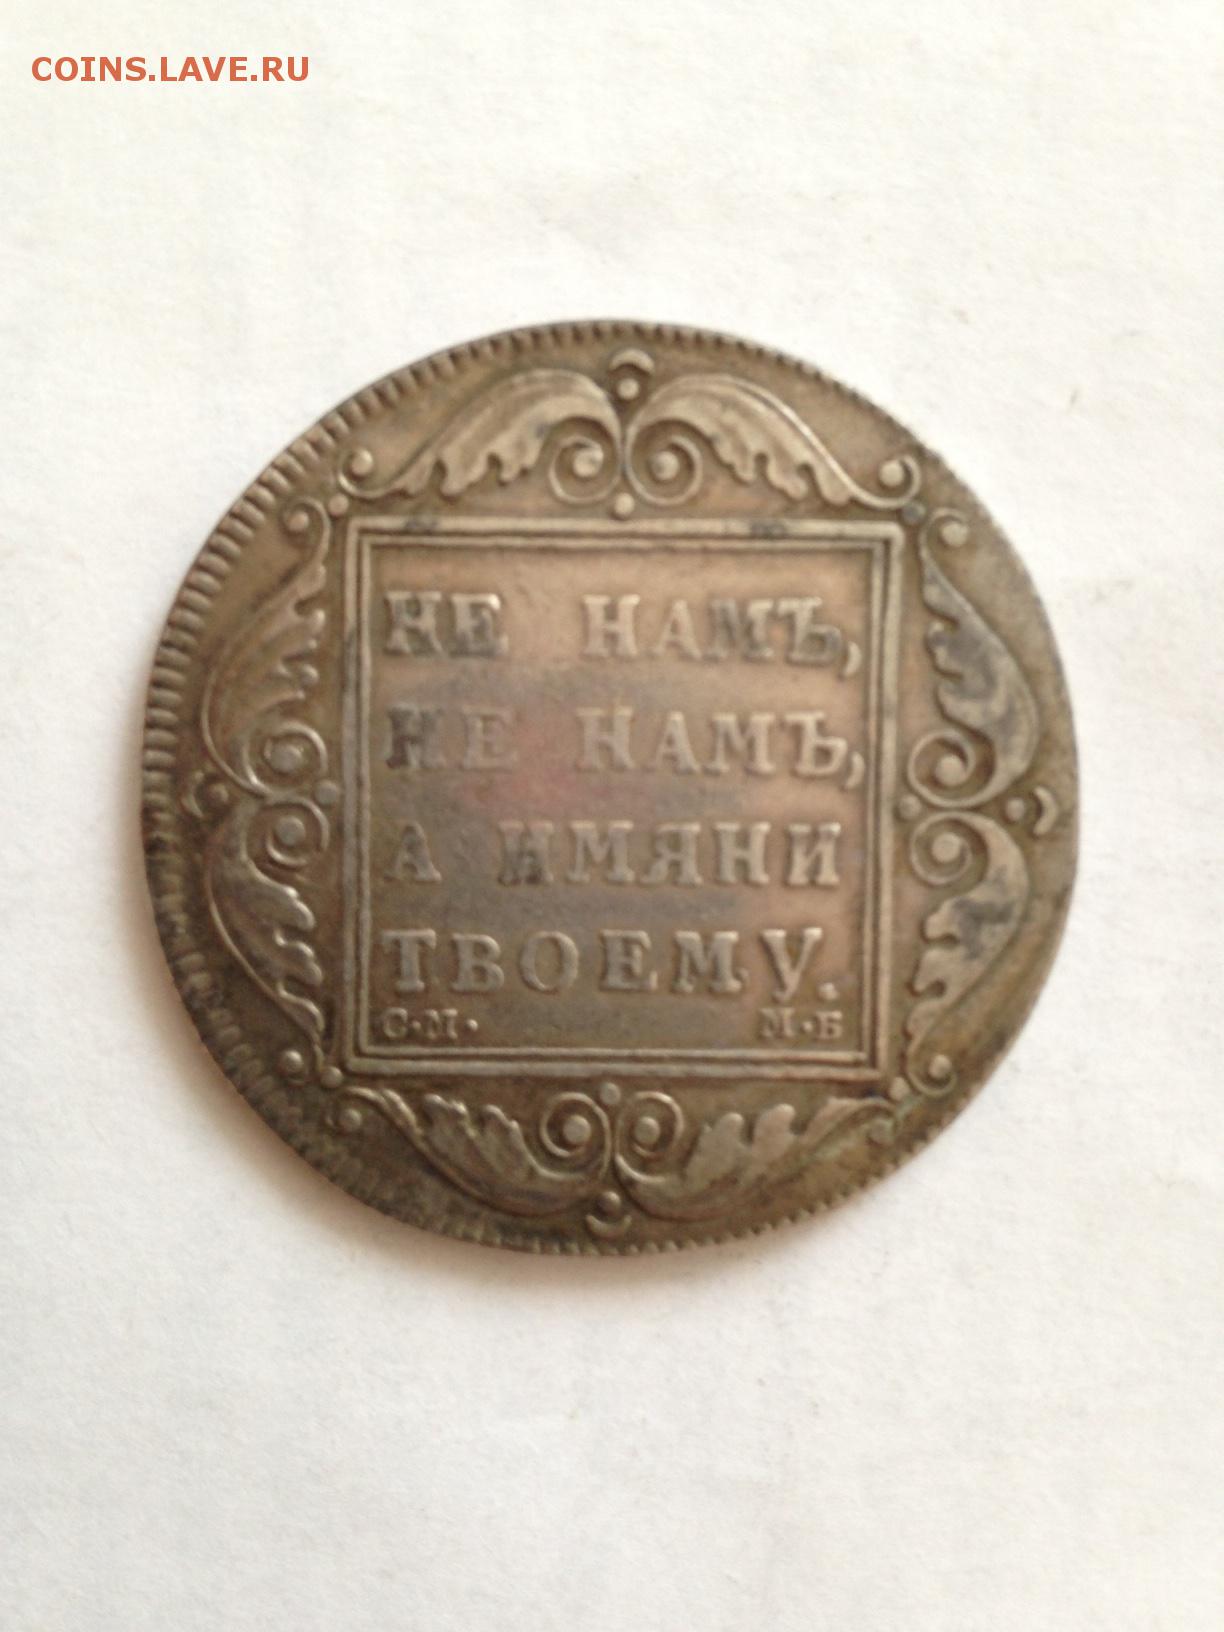 COINS.LAVE.RU
НЕ НАМЪ,
НЕ НАМЪ,
А ИМЯНИ
ТВОЕМУ.
С·М· М·Б